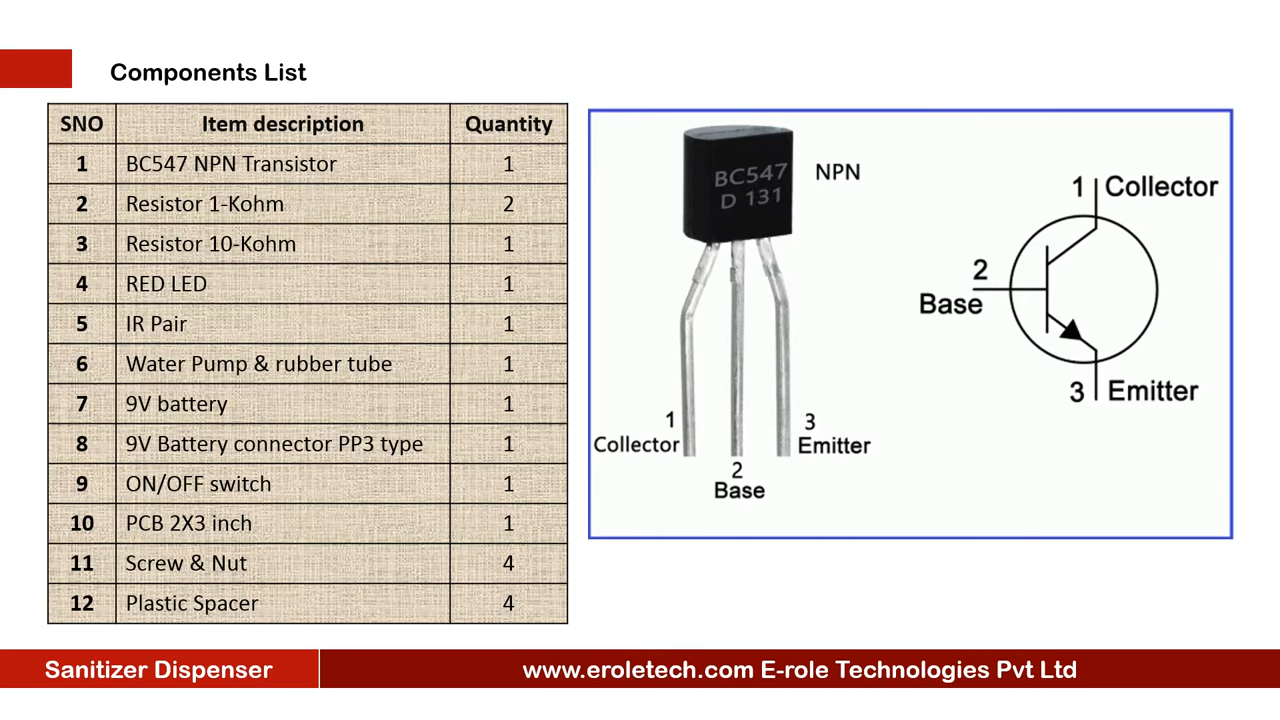 Components List
SNO Item description Quantity
1 BC547 NPN Transistor 1
2 Resistor 1-Kohm 2
3 Resistor 10-Kohm 1
4 RED LED 1
5 IR Pair 1
6 Water Pump & rubber tube 1
7 9V battery 1
8 9V Battery connector PP3 type 1
9 ON/OFF switch 1
10 PCB 2X3 inch 1
11 Screw & Nut 4
12 Plastic Spacer 4
BC547
D 131
NPN
1
Collector
2
Base
3
Emitter
1 Collector
2
Base
3 Emitter
Sanitizer Dispenser
www.eroletech.com E-role Technologies Pvt Ltd